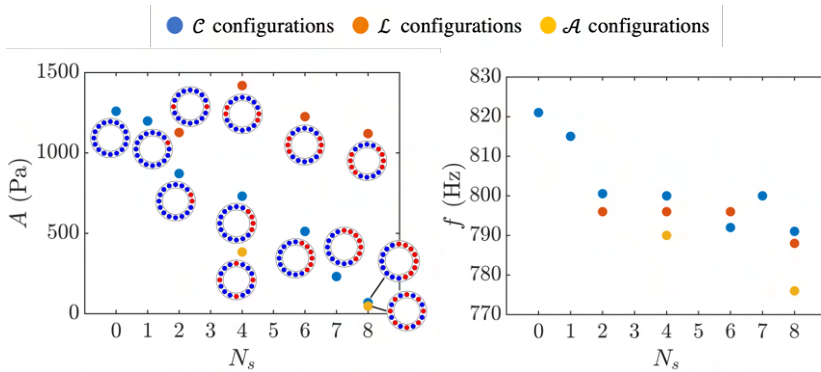 𝒞 configurations ℒ configurations 𝒜 configurations
1500
1000
500
0
A (Pa)
0 1 2 3 4 5 6 7 8
N_s
830
820
810
800
790
780
770
f (Hz)
0 1 2 3 4 5 6 7 8
N_s